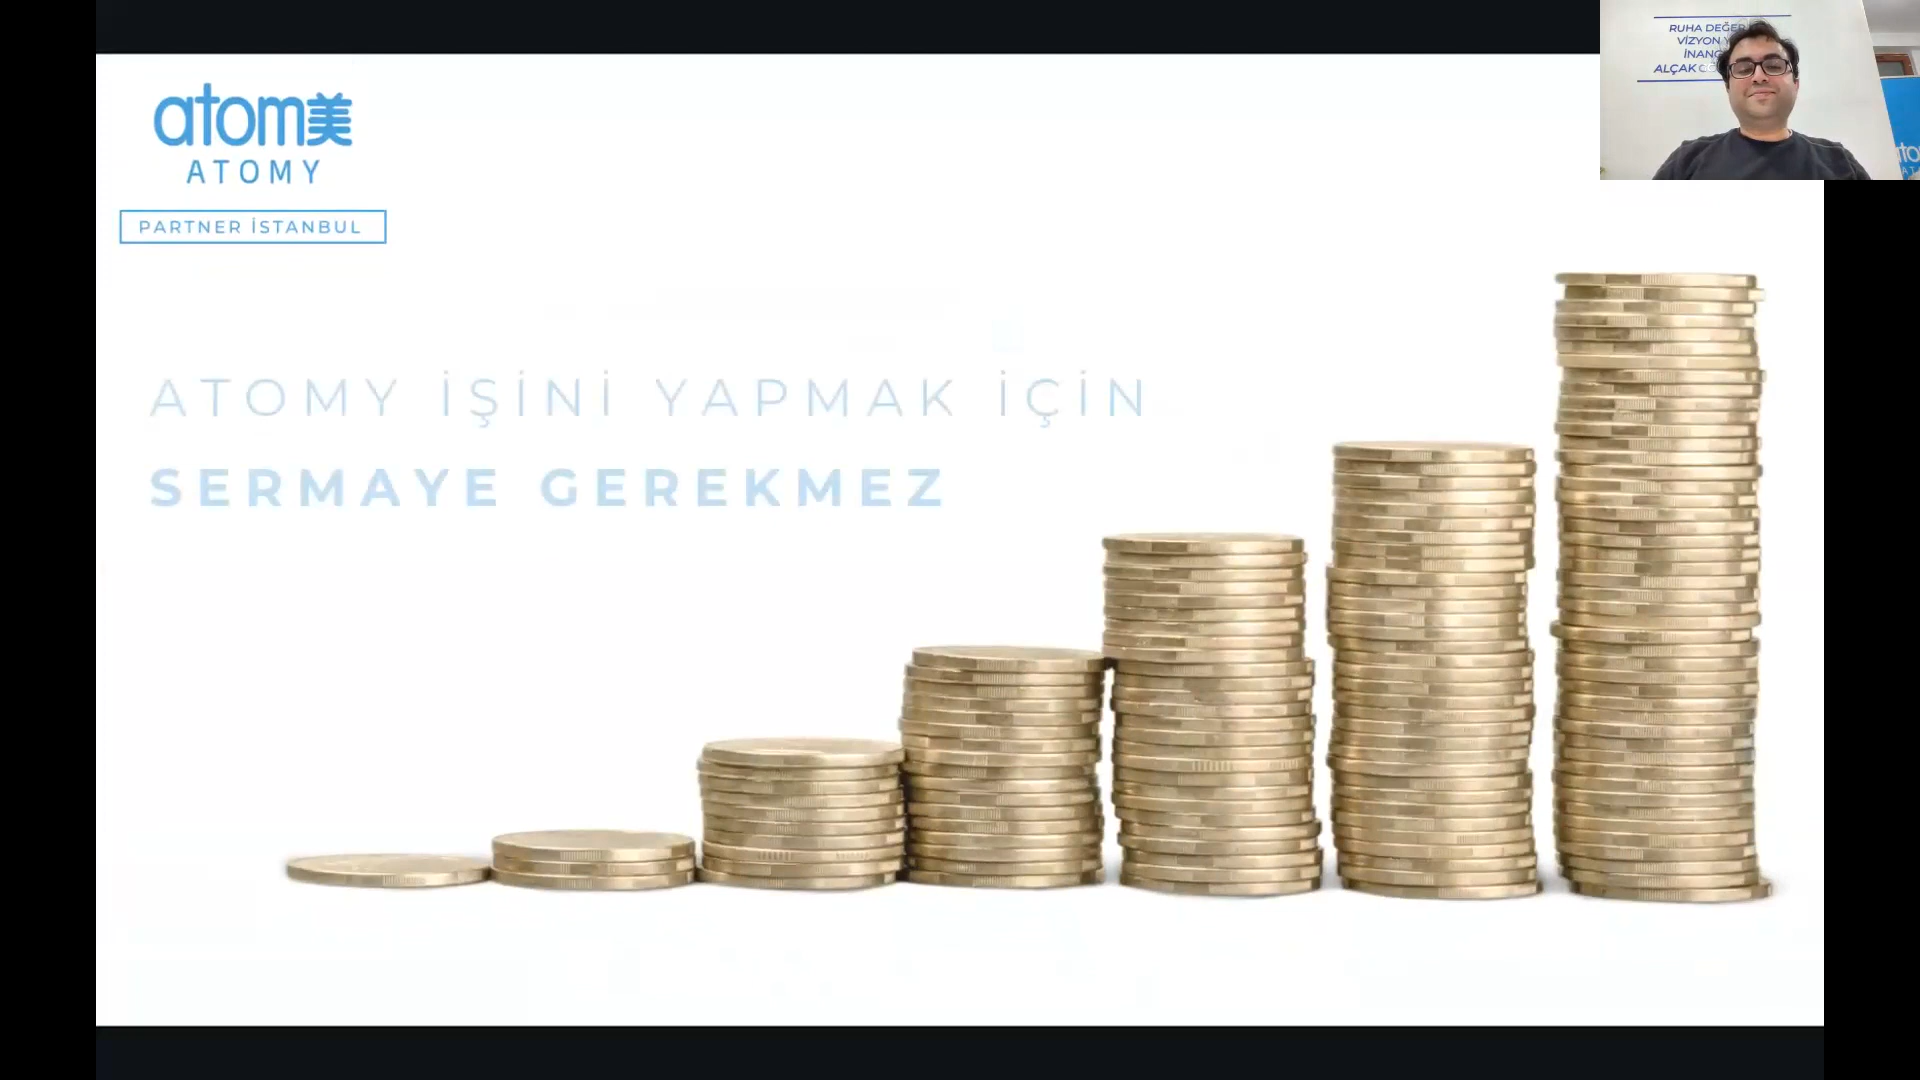 atom美
ATOMY
PARTNER İSTANBUL
ATOMY İŞİNİ YAPMAK İÇİN
SERMAYE GEREKMEZ
RUHA DEĞER
VİZYON
ALÇAK